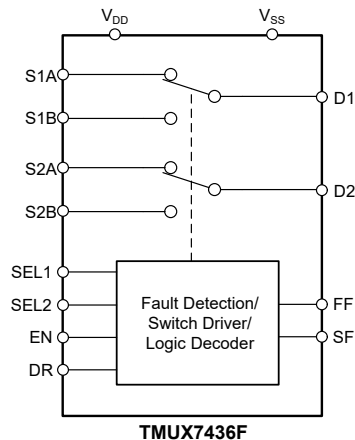 VDD
VSS
S1A
D1
S1B
S2A
D2
S2B
SEL1
SEL2
EN
DR
Fault Detection/
Switch Driver/
Logic Decoder
FF
SF
TMUX7436F